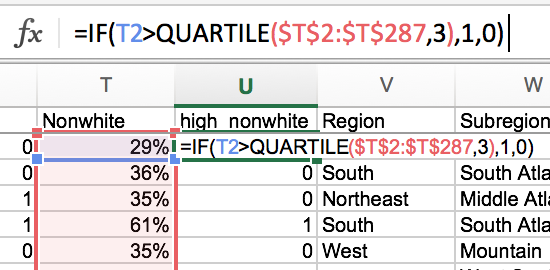 fx =IF(T2>QUARTILE($T$2:$T$287,3),1,0)
T U V W
Nonwhite high_nonwhite Region Subregion
0 29% =IF(T2>QUARTILE($T$2:$T$287,3),1,0)
0 36% 0 South South Atla
1 35% 0 Northeast Middle Atla
1 61% 1 South South Atla
0 35% 0 West Mountain